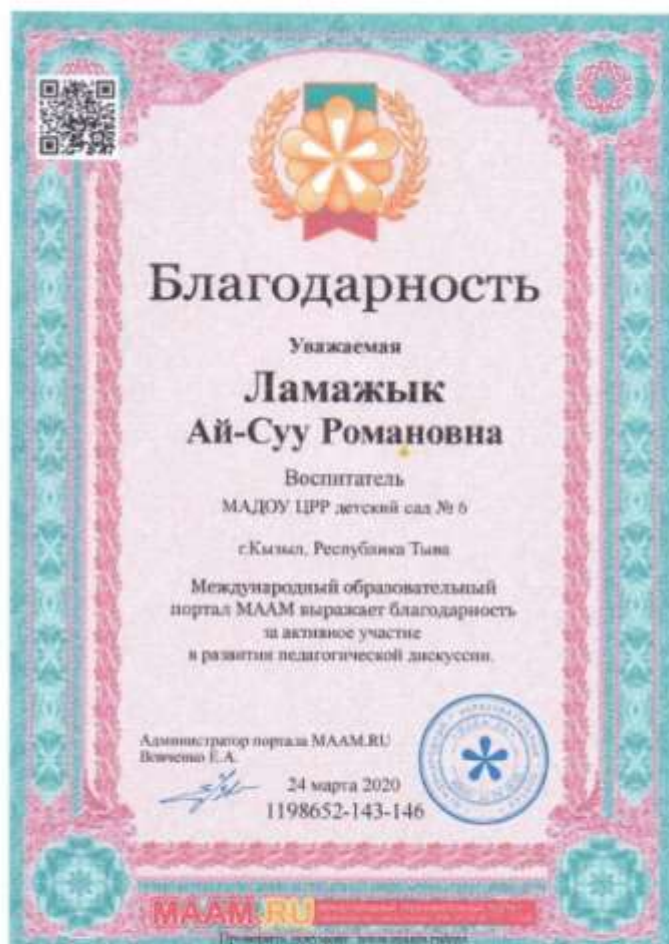 Благодарность
Уважаемая
Ламажык
Ай-Суу Романовна
Воспитатель
МАДОУ ЦРР детский сад № 6
г.Кызыл, Республика Тыва
Международный образовательный
портал МААМ выражает благодарность
за активное участие
в развитии педагогической дискуссии.
Администратор портала MAAM.RU
Вовченко Е.А.
24 марта 2020
1198652-143-146
MAAM.RU